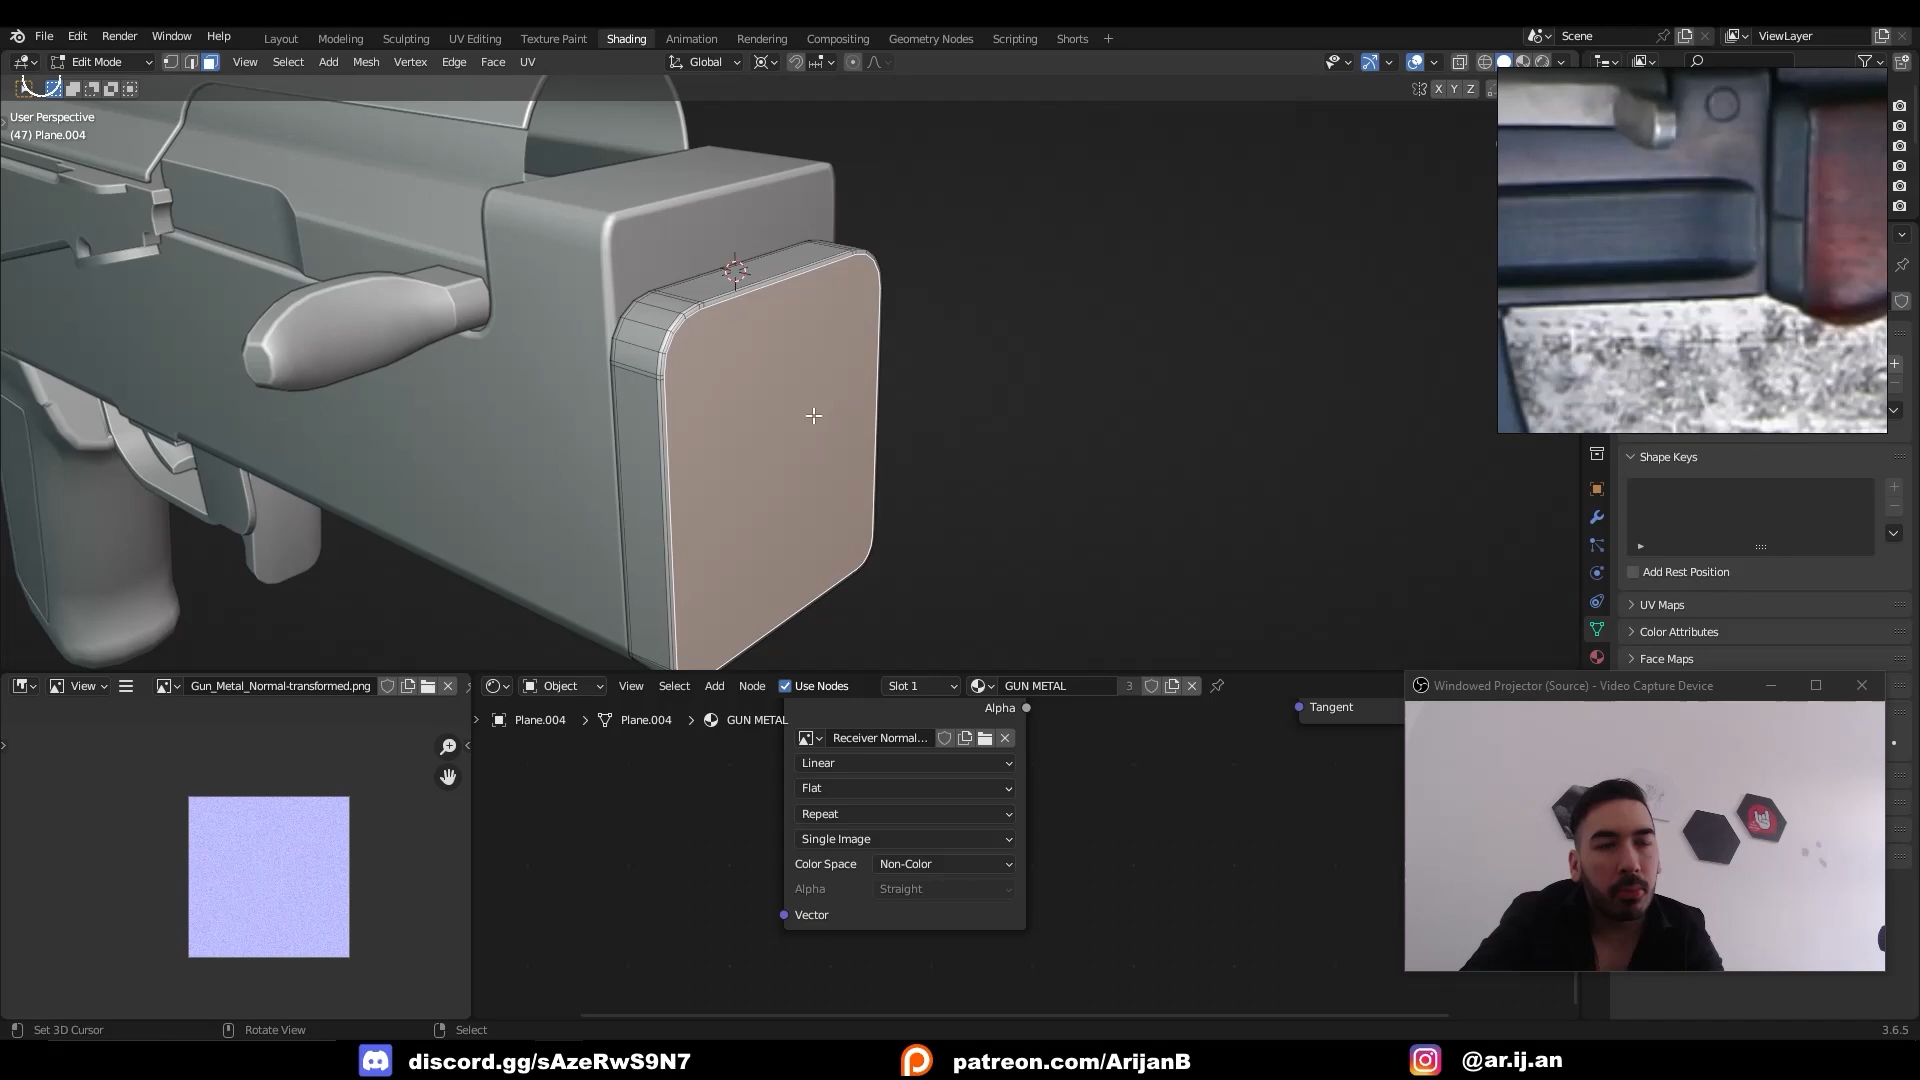 File Edit Render Window Help
Layout Modeling Sculpting UV Editing Texture Paint Shading Animation Rendering Compositing Geometry Nodes Scripting Shorts +
Scene
ViewLayer
Edit Mode
View Select Add Mesh Vertex Edge Face UV
Global
X Y Z
User Perspective
(47) Plane.004
Shape Keys
Add Rest Position
UV Maps
Color Attributes
Face Maps
View
Gun_Metal_Normal-transformed.png
Object
View Select Add Node
Use Nodes
Slot 1
GUN METAL
3
Plane.004
Plane.004
GUN METAL
Alpha
Receiver Normal...
Linear
Flat
Repeat
Single Image
Color Space
Non-Color
Alpha
Straight
Vector
Tangent
Windowed Projector (Source) - Video Capture Device
Set 3D Cursor
Rotate View
Select
3.6.5
discord.gg/sAzeRwS9N7
patreon.com/ArijanB
@ar.ij.an